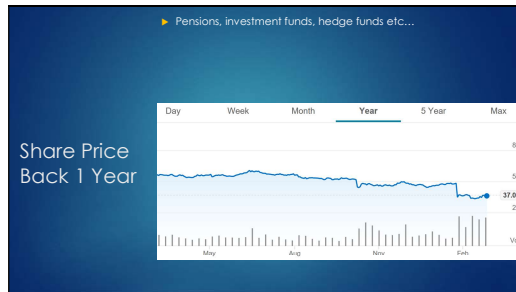 Pensions, investment funds, hedge funds etc…
Share Price
Back 1 Year
Day Week Month Year 5 Year Max
8
5
37.0
2
Vo
May Aug Nov Feb